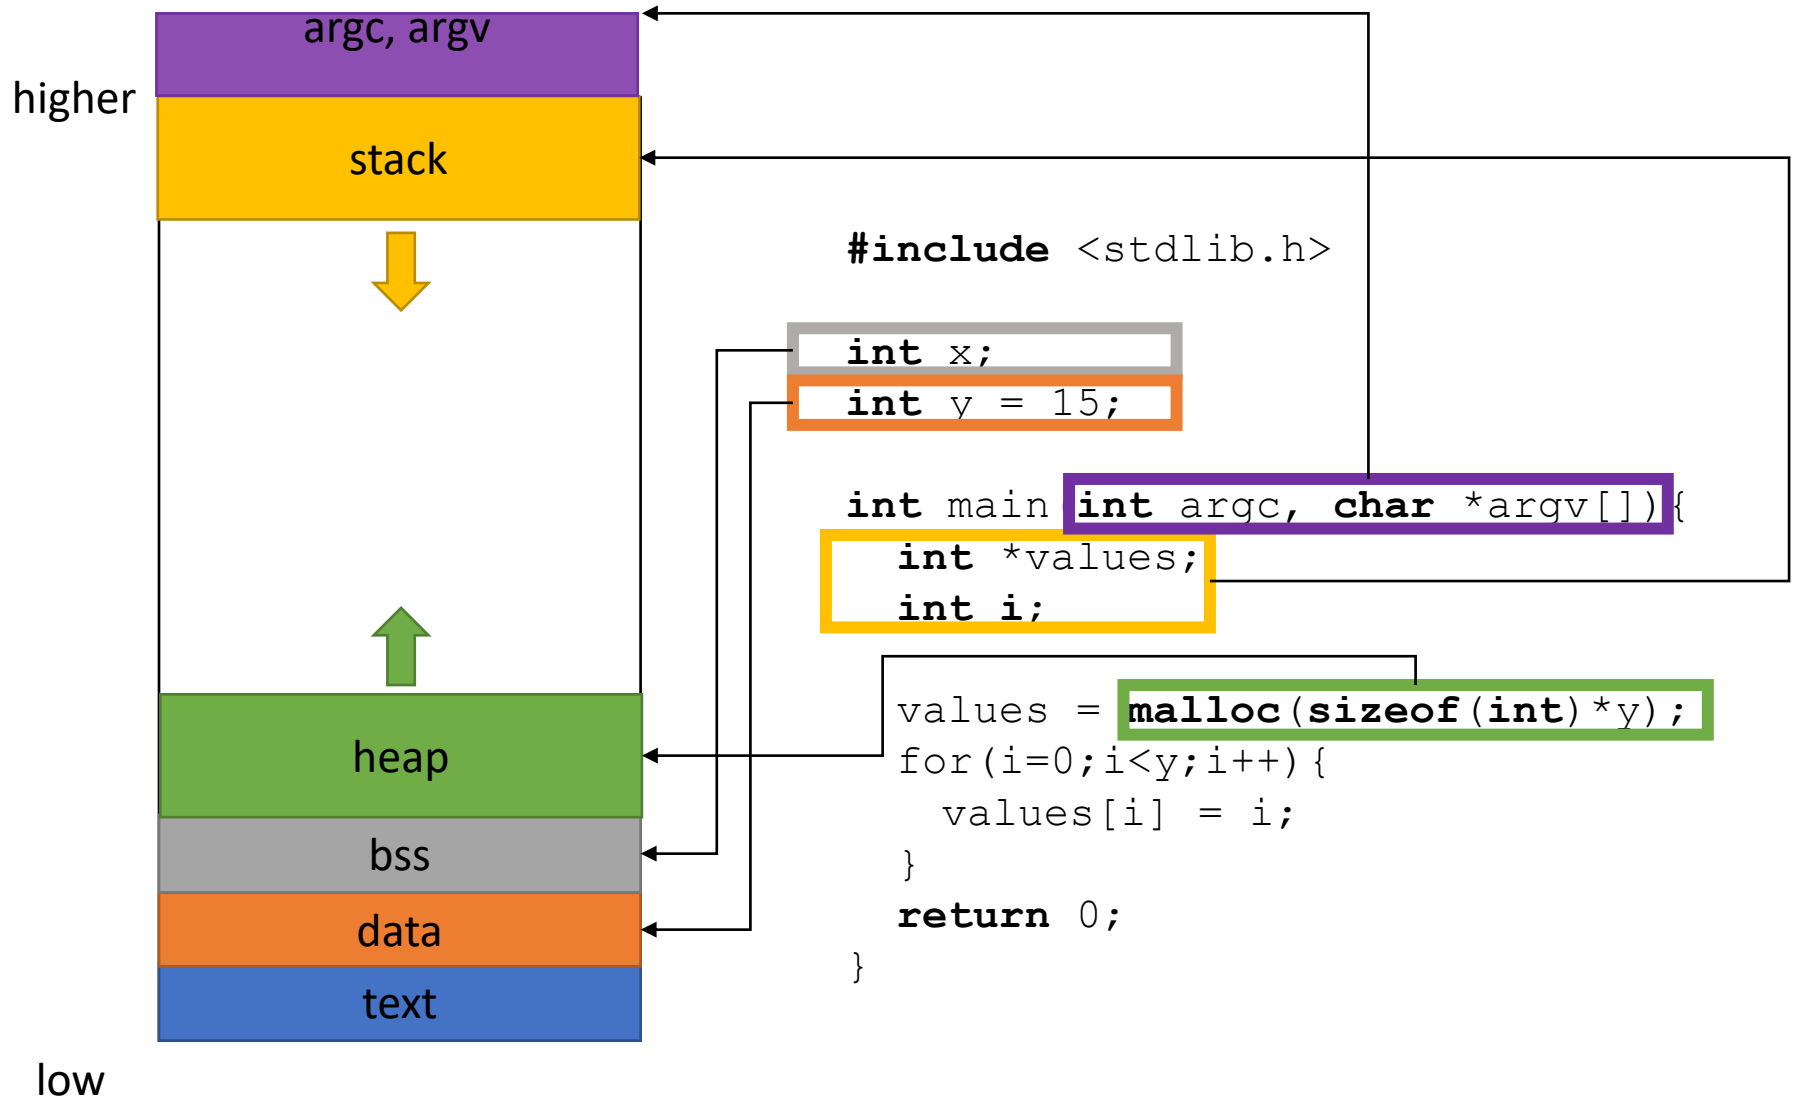 argc, argv
higher
stack
heap
bss
data
text
low
#include <stdlib.h>
int x;
int y = 15;
int main(int argc, char *argv[]){
int *values;
int i;
values = malloc(sizeof(int)*y);
for(i=0;i<y;i++){
values[i] = i;
}
return 0;
}